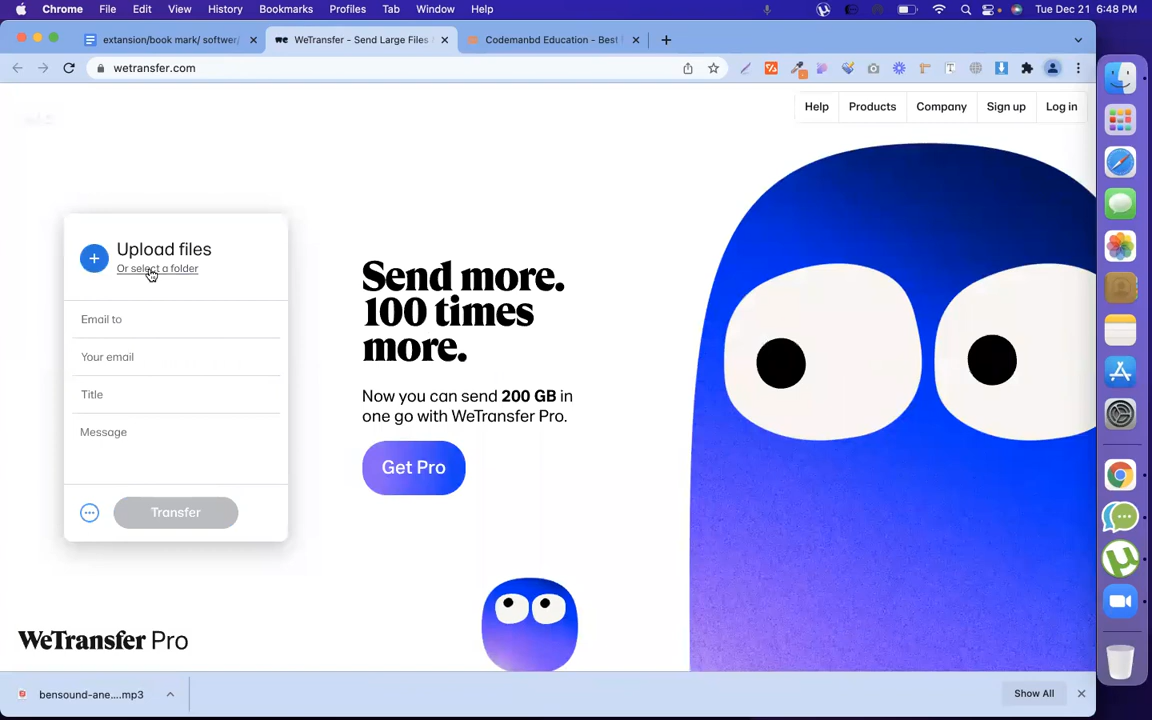 Chrome File Edit View History Bookmarks Profiles Tab Window Help Tue Dec 21 6:48 PM
extansion/book mark/ softwer/ WeTransfer - Send Large Files Codemanbd Education - Best
wetransfer.com
Help Products Company Sign up Log in
Upload files
Or select a folder
Email to
Your email
Title
Message
Transfer
Send more.
100 times
more.
Now you can send 200 GB in
one go with WeTransfer Pro.
Get Pro
WeTransfer Pro
bensound-ane....mp3 Show All